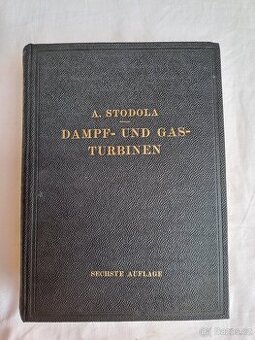 A. STODOLA
DAMPF- UND GAS-
TURBINEN
SECHSTE AUFLAGE